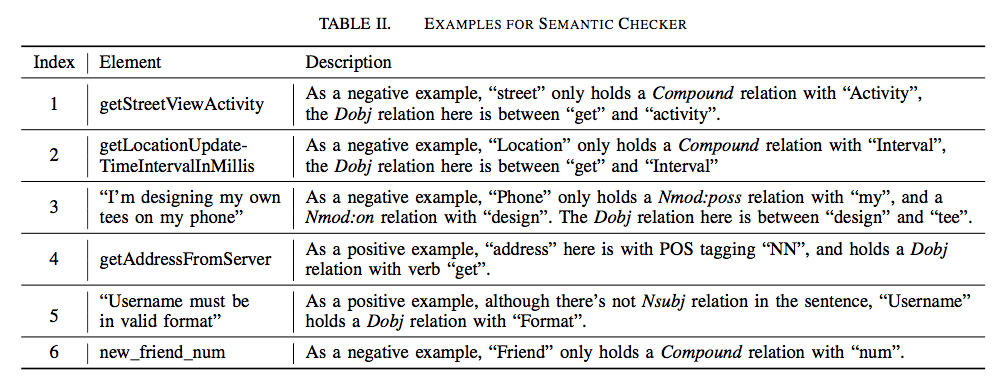 TABLE II. EXAMPLES FOR SEMANTIC CHECKER
Index Element Description
1 getStreetViewActivity As a negative example, “street” only holds a Compound relation with “Activity”,
the Dobj relation here is between “get” and “activity”.
2 getLocationUpdate-
TimeIntervalInMillis As a negative example, “Location” only holds a Compound relation with “Interval”,
the Dobj relation here is between “get” and “Interval”
3 “I’m designing my own
tees on my phone” As a negative example, “Phone” only holds a Nmod:poss relation with “my”, and a
Nmod:on relation with “design”. The Dobj relation here is between “design” and “tee”.
4 getAddressFromServer As a positive example, “address” here is with POS tagging “NN”, and holds a Dobj
relation with verb “get”.
5 “Username must be
in valid format” As a positive example, although there’s not Nsubj relation in the sentence, “Username”
holds a Dobj relation with “Format”.
6 new_friend_num As a negative example, “Friend” only holds a Compound relation with “num”.